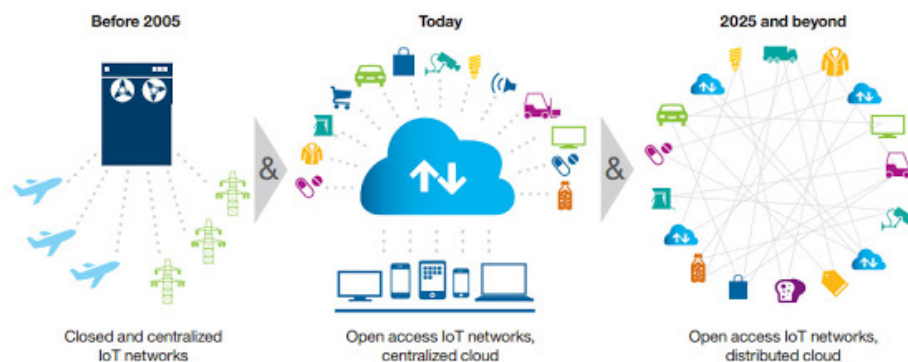 Before 2005
Today
2025 and beyond
&
&
Closed and centralized
IoT networks
Open access IoT networks,
centralized cloud
Open access IoT networks,
distributed cloud